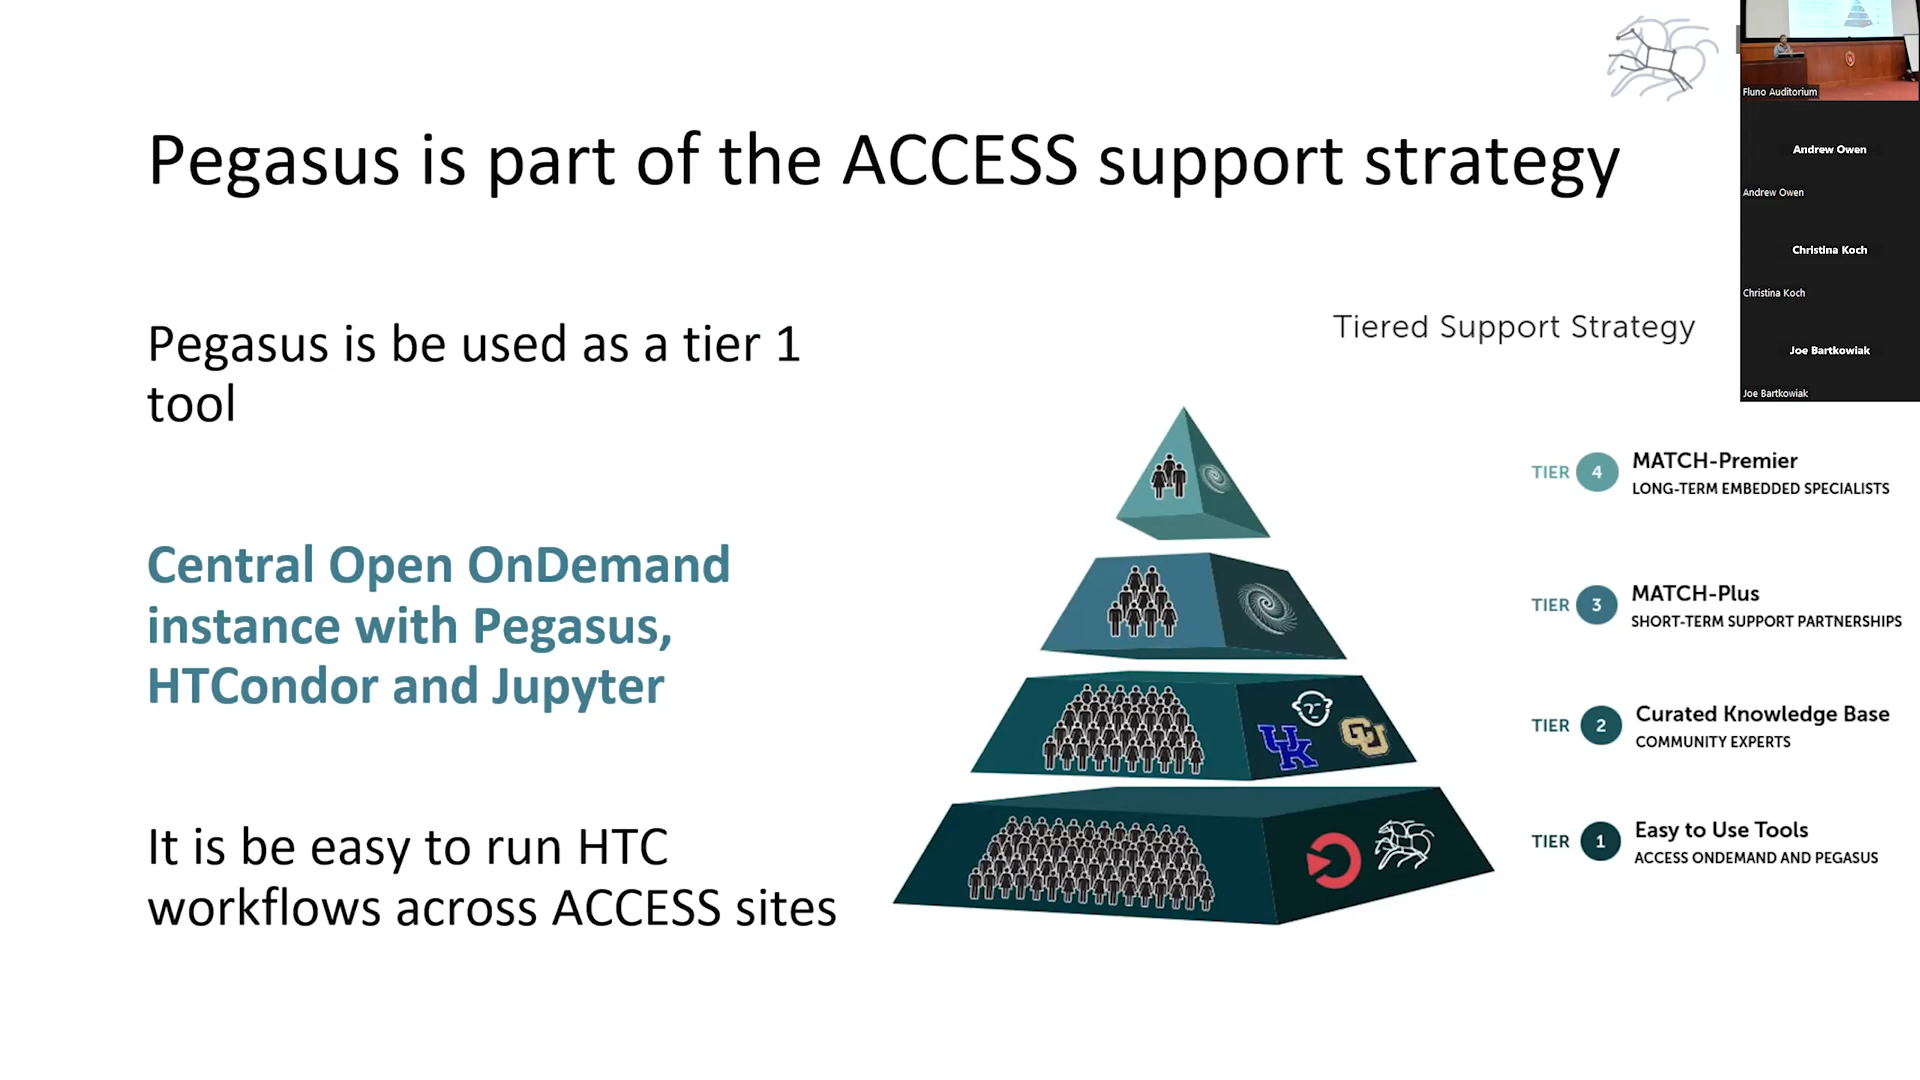 Pegasus is part of the ACCESS support strategy
Pegasus is be used as a tier 1
tool
Central Open OnDemand
instance with Pegasus,
HTCondor and Jupyter
It is be easy to run HTC
workflows across ACCESS sites
Tiered Support Strategy
TIER 4 MATCH-Premier
LONG-TERM EMBEDDED SPECIALISTS
TIER 3 MATCH-Plus
SHORT-TERM SUPPORT PARTNERSHIPS
TIER 2 Curated Knowledge Base
COMMUNITY EXPERTS
TIER 1 Easy to Use Tools
ACCESS ONDEMAND AND PEGASUS
UK
CU
Fluno Auditorium
Andrew Owen
Andrew Owen
Christina Koch
Christina Koch
Joe Bartkowiak
Joe Bartkowiak